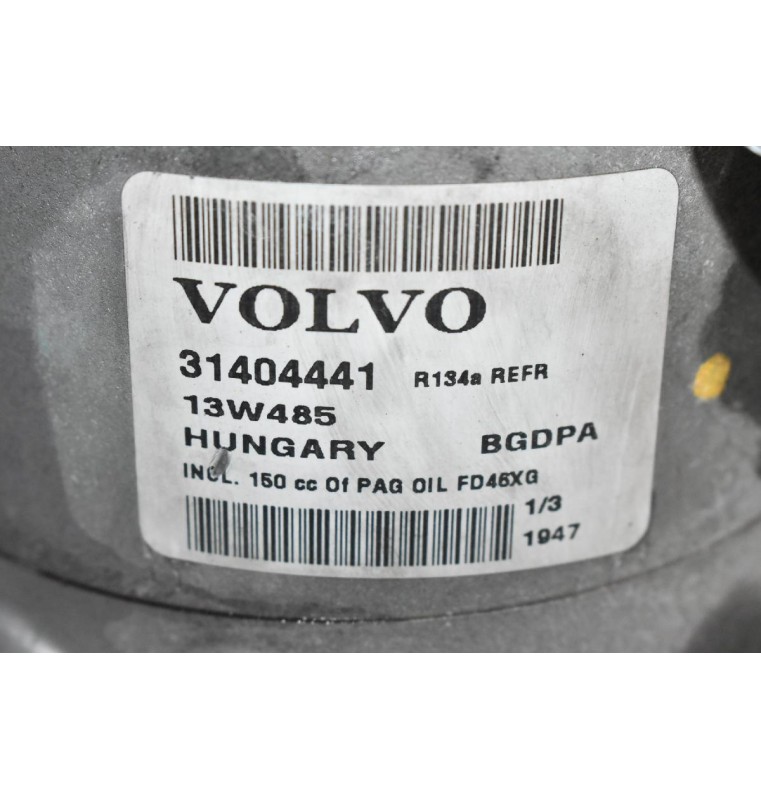 VOLVO
31404441 R134a REFR
13W485
HUNGARY BGDPA
INCL. 150 cc Of PAG OIL FD46XG
1/3
1947